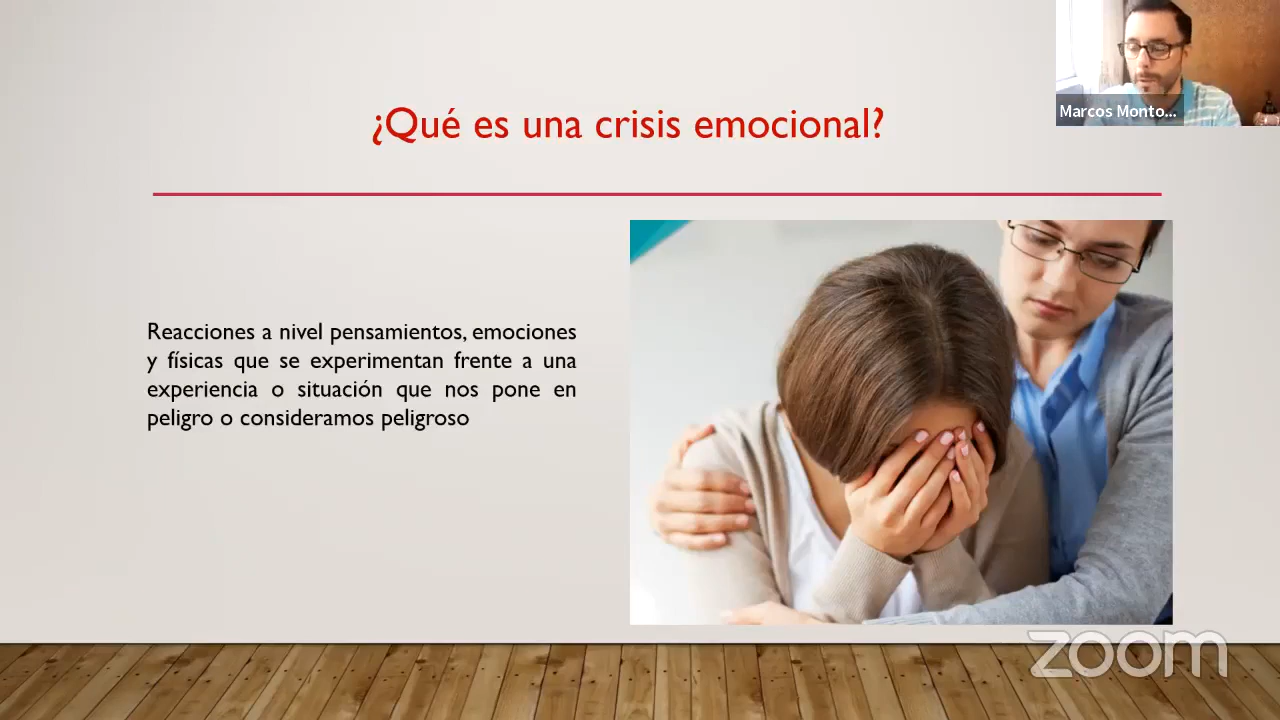 ¿Qué es una crisis emocional?
Marcos Monto...
Reacciones a nivel pensamientos, emociones
y físicas que se experimentan frente a una
experiencia o situación que nos pone en
peligro o consideramos peligroso
zoom